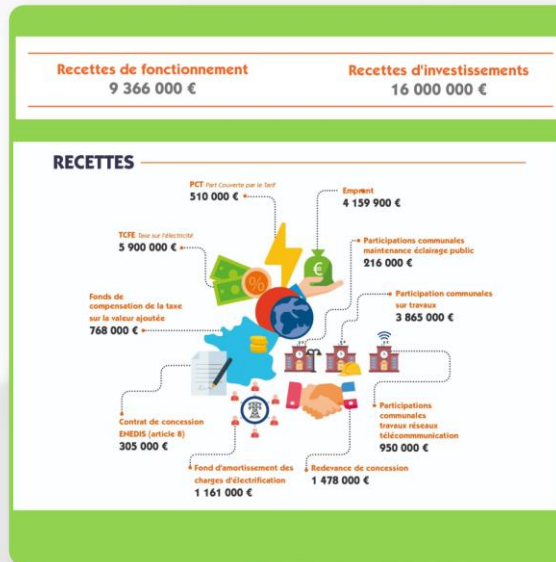 Recettes de fonctionnement
9 366 000 €
Recettes d'investissements
16 000 000 €
RECETTES
PCT Part Couverte par le Tarif
510 000 €
Emprunt
4 159 900 €
TCFE Taxe sur l'électricité
5 900 000 €
Participations communales
maintenance éclairage public
216 000 €
Fonds de
compensation de la taxe
sur la valeur ajoutée
768 000 €
Participation communales
sur travaux
3 865 000 €
Contrat de concession
ENEDIS (article 8)
305 000 €
Participations
communales
travaux réseaux
télécommmunication
950 000 €
Fond d'amortissement des
charges d'électrification
1 161 000 €
Redevance de concession
1 478 000 €